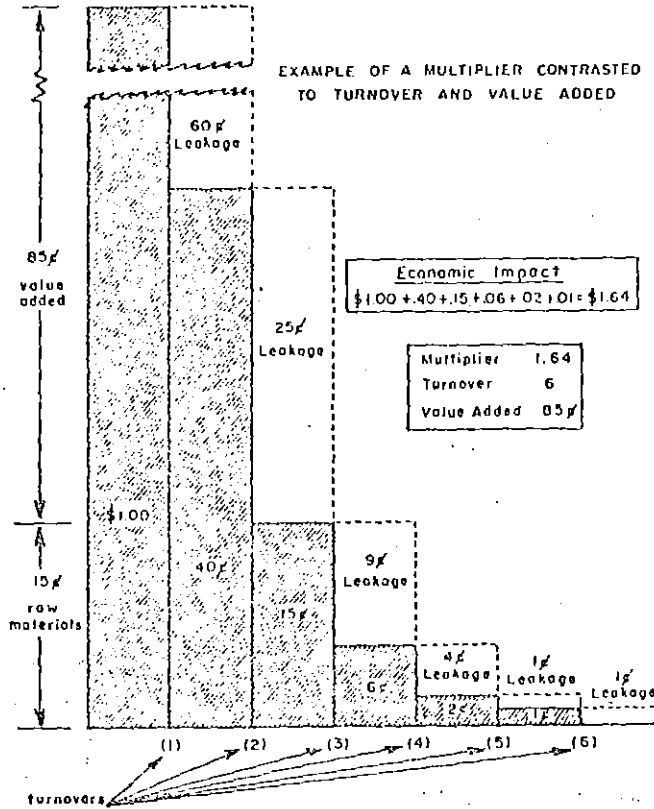 EXAMPLE OF A MULTIPLIER CONTRASTED
TO TURNOVER AND VALUE ADDED
60¢
Leakage
85¢
value
added
25¢
Leakage
Economic Impact
$1.00 +.40 +.15 +.06 + .02 +.01 = $1.64
Multiplier 1.64
Turnover 6
Value Added 85¢
$1.00
15¢
raw
materials
40¢
15¢
9¢
Leakage
6¢
4¢
Leakage
2¢
1¢
Leakage
1¢
1¢
Leakage
(1) (2) (3) (4) (5) (6)
turnovers